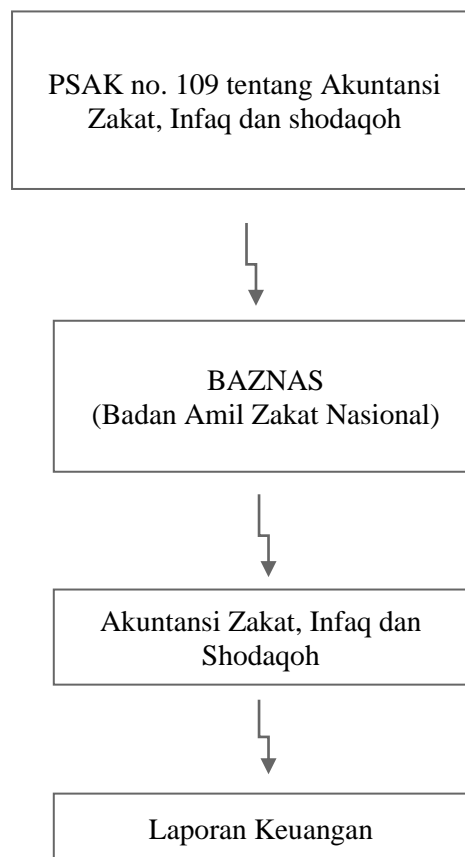 PSAK no. 109 tentang Akuntansi
Zakat, Infaq dan shodaqoh
BAZNAS
(Badan Amil Zakat Nasional)
Akuntansi Zakat, Infaq dan
Shodaqoh
Laporan Keuangan